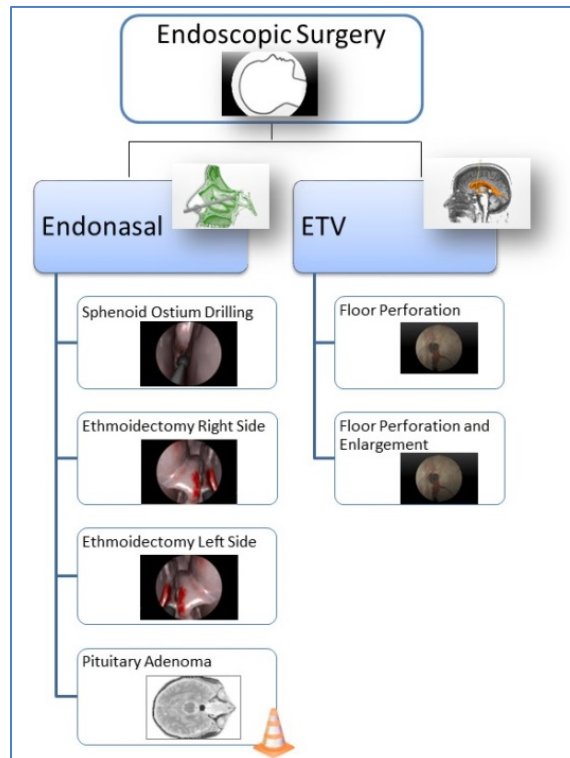 Endoscopic Surgery
Endonasal
ETV
Sphenoid Ostium Drilling
Ethmoidectomy Right Side
Ethmoidectomy Left Side
Pituitary Adenoma
Floor Perforation
Floor Perforation and
Enlargement